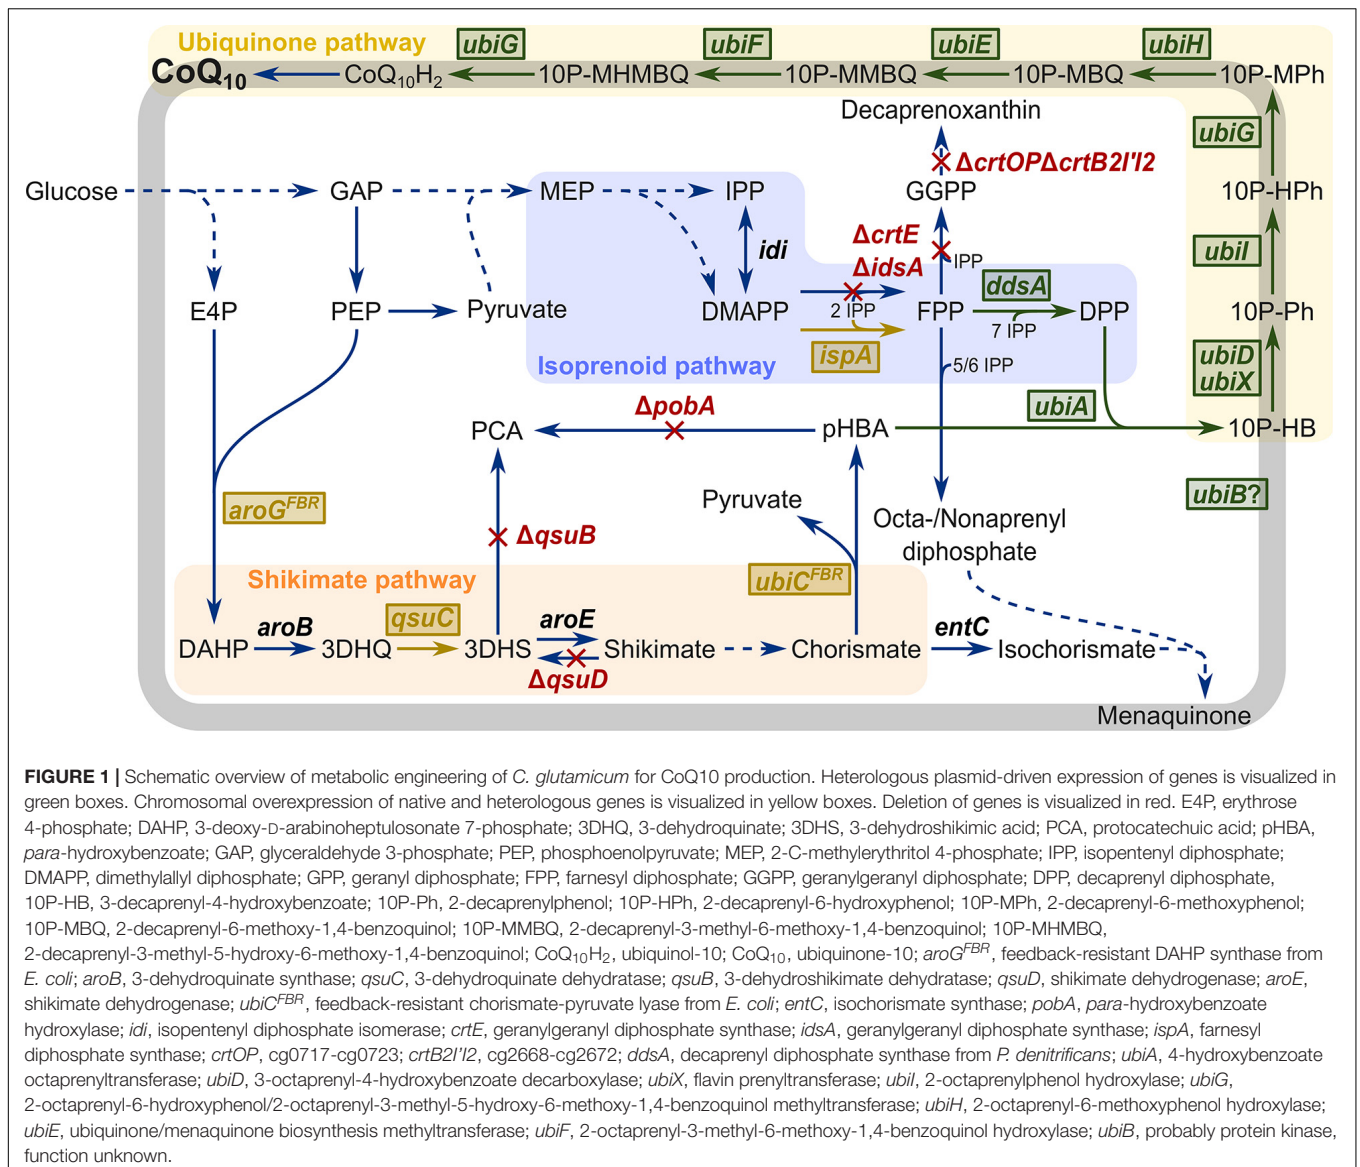 Ubiquinone pathway
ubiG
ubiF
ubiE
ubiH
CoQ10
CoQ10H2
10P-MHMBQ
10P-MMBQ
10P-MBQ
10P-MPh
Decaprenoxanthin
ubiG
ΔcrtOPΔcrtB2I'I2
Glucose
GAP
MEP
IPP
GGPP
10P-HPh
idi
ΔcrtE
ΔidsA
IPP
ubiI
ddsA
E4P
PEP
Pyruvate
DMAPP
2 IPP
FPP
7 IPP
DPP
10P-Ph
ispA
Isoprenoid pathway
5/6 IPP
ubiD
ubiX
ΔpobA
ubiA
PCA
pHBA
10P-HB
aroG^FBR
Pyruvate
ubiB?
Octa-/Nonaprenyl
diphosphate
ΔqsuB
Shikimate pathway
ubiC^FBR
aroB
qsuC
aroE
entC
DAHP
3DHQ
3DHS
Shikimate
Chorismate
Isochorismate
ΔqsuD
Menaquinone
FIGURE 1 | Schematic overview of metabolic engineering of C. glutamicum for CoQ10 production. Heterologous plasmid-driven expression of genes is visualized in
green boxes. Chromosomal overexpression of native and heterologous genes is visualized in yellow boxes. Deletion of genes is visualized in red. E4P, erythrose
4-phosphate; DAHP, 3-deoxy-D-arabinoheptulosonate 7-phosphate; 3DHQ, 3-dehydroquinate; 3DHS, 3-dehydroshikimic acid; PCA, protocatechuic acid; pHBA,
para-hydroxybenzoate; GAP, glyceraldehyde 3-phosphate; PEP, phosphoenolpyruvate; MEP, 2-C-methylerythritol 4-phosphate; IPP, isopentenyl diphosphate;
DMAPP, dimethylallyl diphosphate; GPP, geranyl diphosphate; FPP, farnesyl diphosphate; GGPP, geranylgeranyl diphosphate; DPP, decaprenyl diphosphate,
10P-HB, 3-decaprenyl-4-hydroxybenzoate; 10P-Ph, 2-decaprenylphenol; 10P-HPh, 2-decaprenyl-6-hydroxyphenol; 10P-MPh, 2-decaprenyl-6-methoxyphenol;
10P-MBQ, 2-decaprenyl-6-methoxy-1,4-benzoquinol; 10P-MMBQ, 2-decaprenyl-3-methyl-6-methoxy-1,4-benzoquinol; 10P-MHMBQ,
2-decaprenyl-3-methyl-5-hydroxy-6-methoxy-1,4-benzoquinol; CoQ10H2, ubiquinol-10; CoQ10, ubiquinone-10; aroG^FBR, feedback-resistant DAHP synthase from
E. coli; aroB, 3-dehydroquinate synthase; qsuC, 3-dehydroquinate dehydratase; qsuB, 3-dehydroshikimate dehydratase; qsuD, shikimate dehydrogenase; aroE,
shikimate dehydrogenase; ubiC^FBR, feedback-resistant chorismate-pyruvate lyase from E. coli; entC, isochorismate synthase; pobA, para-hydroxybenzoate
hydroxylase; idi, isopentenyl diphosphate isomerase; crtE, geranylgeranyl diphosphate synthase; idsA, geranylgeranyl diphosphate synthase; ispA, farnesyl
diphosphate synthase; crtOP, cg0717-cg0723; crtB2I'I2, cg2668-cg2672; ddsA, decaprenyl diphosphate synthase from P. denitrificans; ubiA, 4-hydroxybenzoate
octaprenyltransferase; ubiD, 3-octaprenyl-4-hydroxybenzoate decarboxylase; ubiX, flavin prenyltransferase; ubiI, 2-octaprenylphenol hydroxylase; ubiG,
2-octaprenyl-6-hydroxyphenol/2-octaprenyl-3-methyl-5-hydroxy-6-methoxy-1,4-benzoquinol methyltransferase; ubiH, 2-octaprenyl-6-methoxyphenol hydroxylase;
ubiE, ubiquinone/menaquinone biosynthesis methyltransferase; ubiF, 2-octaprenyl-3-methyl-6-methoxy-1,4-benzoquinol hydroxylase; ubiB, probably protein kinase,
function unknown.